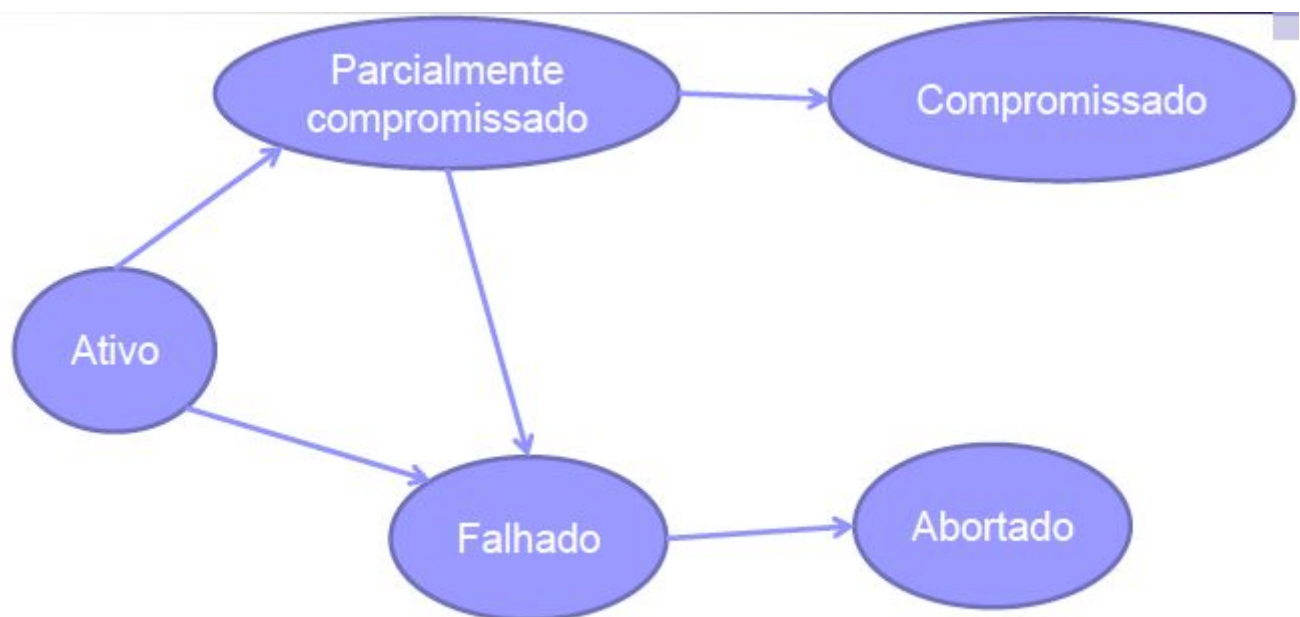 Parcialmente
compromissado
Compromissado
Ativo
Falhado
Abortado